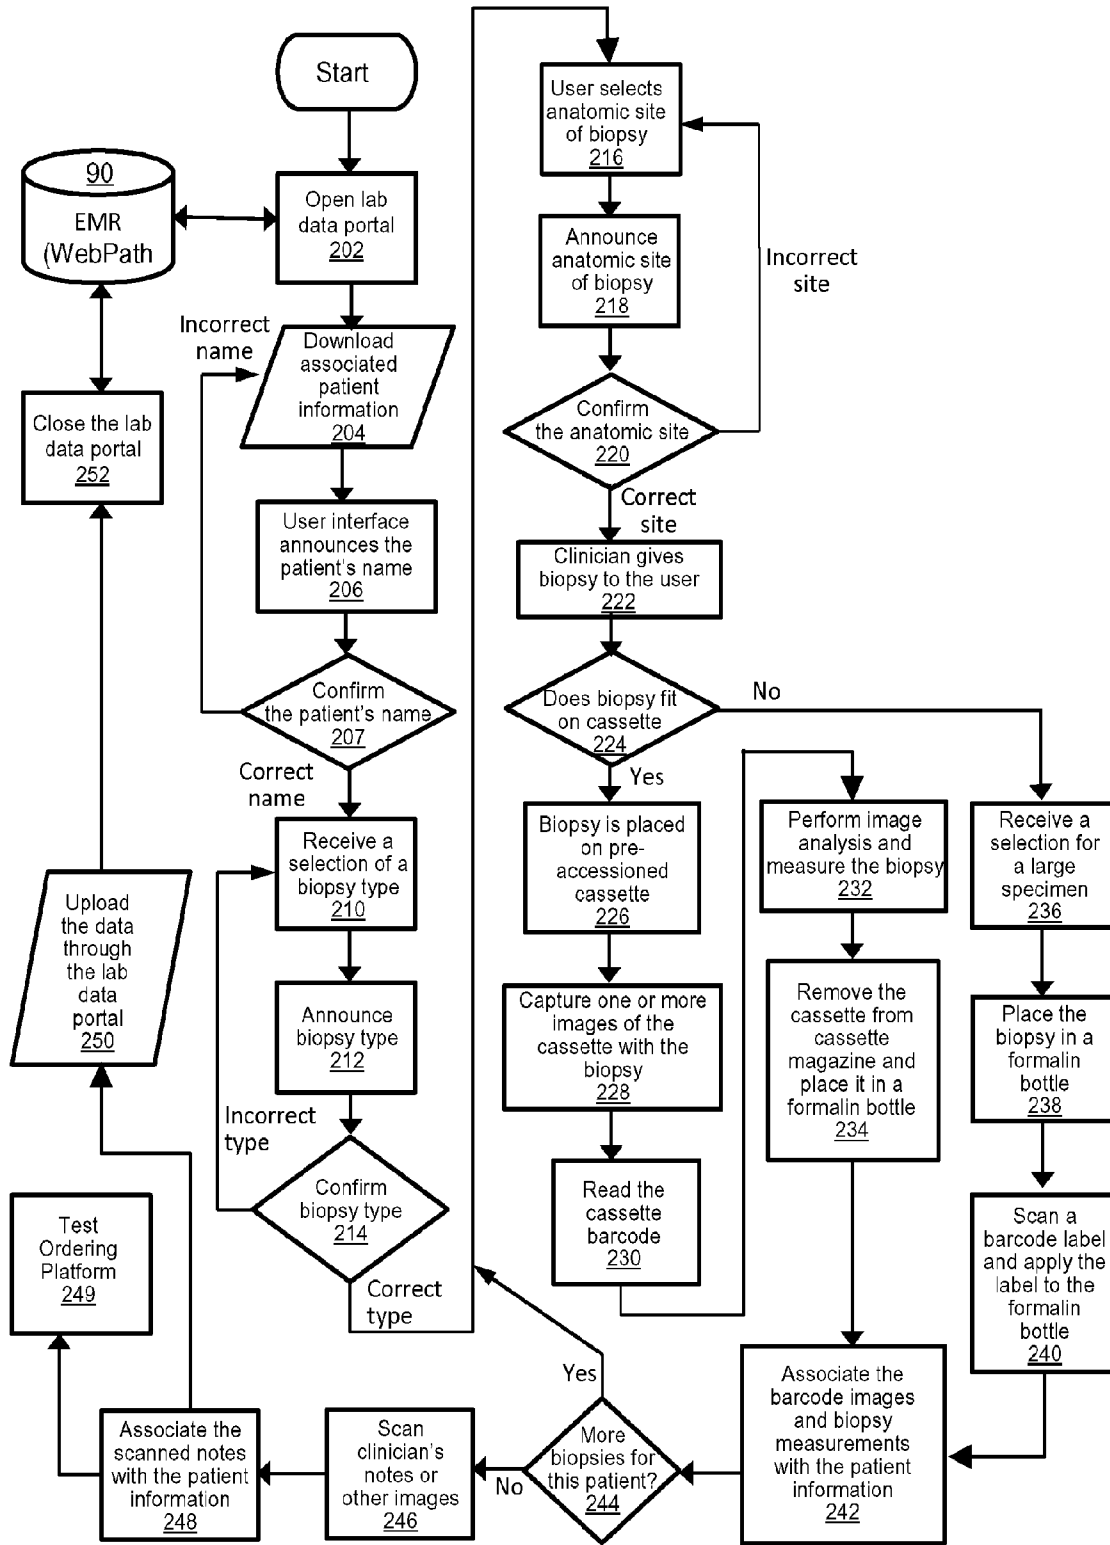 Start
90
EMR
(WebPath
Open lab
data portal
202
Incorrect
name
Download
associated
patient
information
204
Close the lab
data portal
252
User interface
announces the
patient's name
206
Confirm
the patient's name
207
Correct
name
Receive a
selection of a
biopsy type
210
Upload
the data
through
the lab
data
portal
250
Announce
biopsy type
212
Incorrect
type
Confirm
biopsy type
214
Correct
type
User selects
anatomic site
of biopsy
216
Announce
anatomic site
of biopsy
218
Incorrect
site
Confirm
the anatomic site
220
Correct
site
Clinician gives
biopsy to the user
222
Does biopsy fit
on cassette
224
No
Yes
Biopsy is placed
on pre-
accessioned
cassette
226
Capture one or more
images of the
cassette with the
biopsy
228
Read the
cassette
barcode
230
Perform image
analysis and
measure the biopsy
232
Remove the
cassette from
cassette
magazine and
place it in a
formalin bottle
234
Receive a
selection for
a large
specimen
236
Place the
biopsy in a
formalin
bottle
238
Scan a
barcode label
and apply the
label to the
formalin
bottle
240
Associate the
barcode images
and biopsy
measurements
with the patient
information
242
Yes
More
biopsies for
this patient?
244
No
Scan
clinician's
notes or
other images
246
Associate the
scanned notes
with the patient
information
248
Test
Ordering
Platform
249